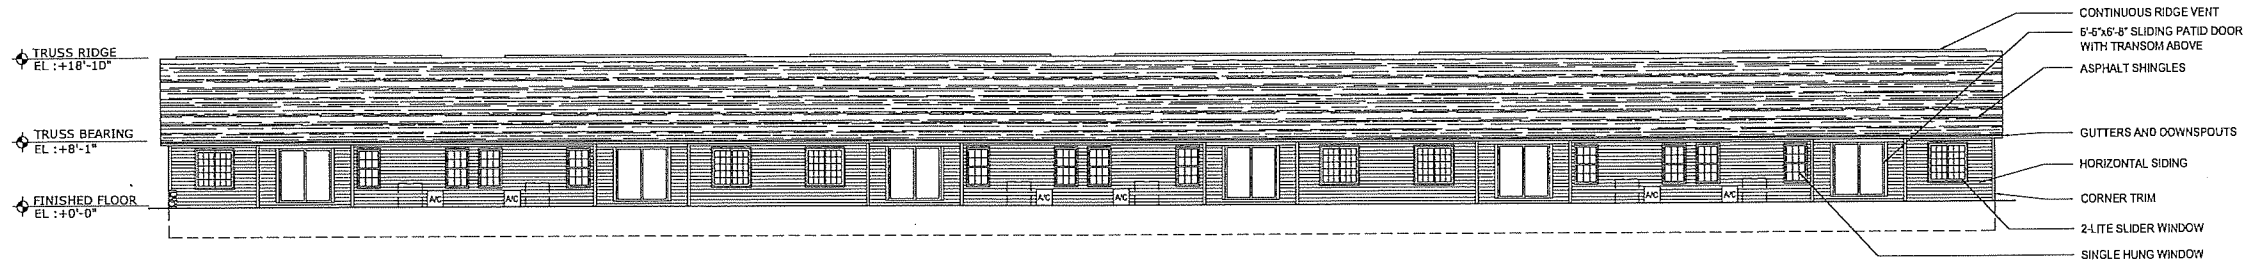 TRUSS RIDGE
EL :+18'-10"
TRUSS BEARING
EL :+8'-1"
FINISHED FLOOR
EL :+0'-0"
A/C
A/C
A/C
A/C
A/C
A/C
CONTINUOUS RIDGE VENT
6'-6"x6'-8" SLIDING PATIO DOOR
WITH TRANSOM ABOVE
ASPHALT SHINGLES
GUTTERS AND DOWNSPOUTS
HORIZONTAL SIDING
CORNER TRIM
2-LITE SLIDER WINDOW
SINGLE HUNG WINDOW